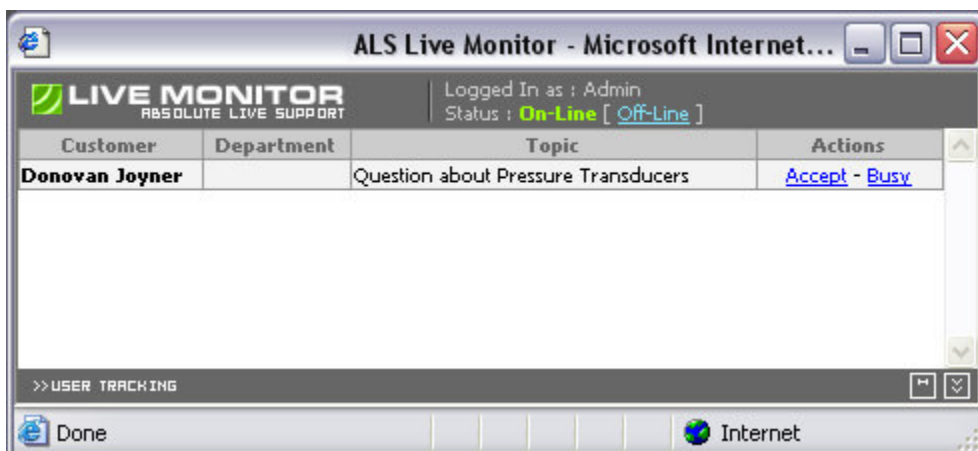 ALS Live Monitor - Microsoft Internet...
LIVE MONITOR
ABSOLUTE LIVE SUPPORT
Logged In as : Admin
Status : On-Line [ Off-Line ]
Customer Department Topic Actions
Donovan Joyner Question about Pressure Transducers Accept - Busy
>>USER TRACKING
Done Internet